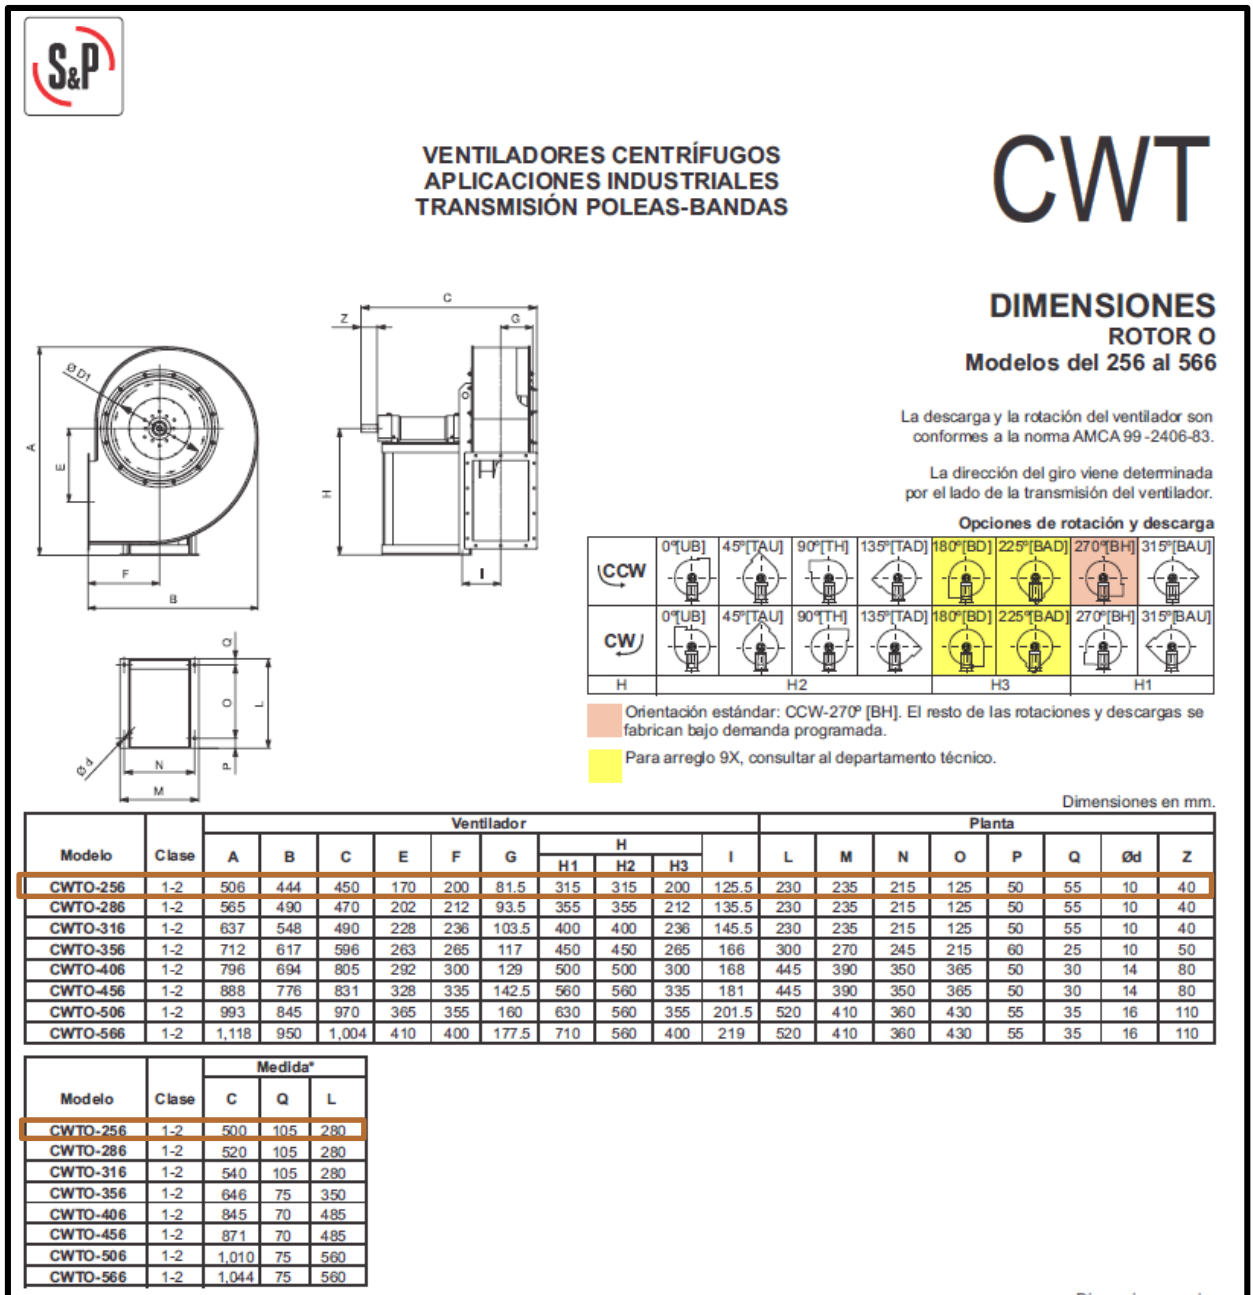 S&P
VENTILADORES CENTRÍFUGOS
APLICACIONES INDUSTRIALES
TRANSMISIÓN POLEAS-BANDAS
CWT
DIMENSIONES
ROTOR O
Modelos del 256 al 566
La descarga y la rotación del ventilador son
conformes a la norma AMCA 99 -2406-83.
La dirección del giro viene determinada
por el lado de la transmisión del ventilador.
Opciones de rotación y descarga
A
Ø D1
E
F
B
C
Z
G
H
I
Q
O
L
P
Ø d
N
M
CCW 0º[UB] 45º[TAU] 90º[TH] 135º[TAD] 180º[BD] 225º[BAD] 270º[BH] 315º[BAU]
CW 0º[UB] 45º[TAU] 90º[TH] 135º[TAD] 180º[BD] 225º[BAD] 270º[BH] 315º[BAU]
H H2 H3 H1
Orientación estándar: CCW-270º [BH]. El resto de las rotaciones y descargas se
fabrican bajo demanda programada.
Para arreglo 9X, consultar al departamento técnico.
Dimensiones en mm.
Ventilador Planta
Modelo Clase A B C E F G H I L M N O P Q Ød Z
H1 H2 H3
CWTO-256 1-2 506 444 450 170 200 81.5 315 315 200 125.5 230 235 215 125 50 55 10 40
CWTO-286 1-2 565 490 470 202 212 93.5 355 355 212 135.5 230 235 215 125 50 55 10 40
CWTO-316 1-2 637 548 490 228 236 103.5 400 400 236 145.5 230 235 215 125 50 55 10 40
CWTO-356 1-2 712 617 596 263 265 117 450 450 265 166 300 270 245 215 60 25 10 50
CWTO-406 1-2 796 694 805 292 300 129 500 500 300 168 445 390 350 365 50 30 14 80
CWTO-456 1-2 888 776 831 328 335 142.5 560 560 335 181 445 390 350 365 50 30 14 80
CWTO-506 1-2 993 845 970 365 355 160 630 560 355 201.5 520 410 360 430 55 35 16 110
CWTO-566 1-2 1,118 950 1,004 410 400 177.5 710 560 400 219 520 410 360 430 55 35 16 110
Medida*
Modelo Clase C Q L
CWTO-256 1-2 500 105 280
CWTO-286 1-2 520 105 280
CWTO-316 1-2 540 105 280
CWTO-356 1-2 646 75 350
CWTO-406 1-2 845 70 485
CWTO-456 1-2 871 70 485
CWTO-506 1-2 1,010 75 560
CWTO-566 1-2 1,044 75 560